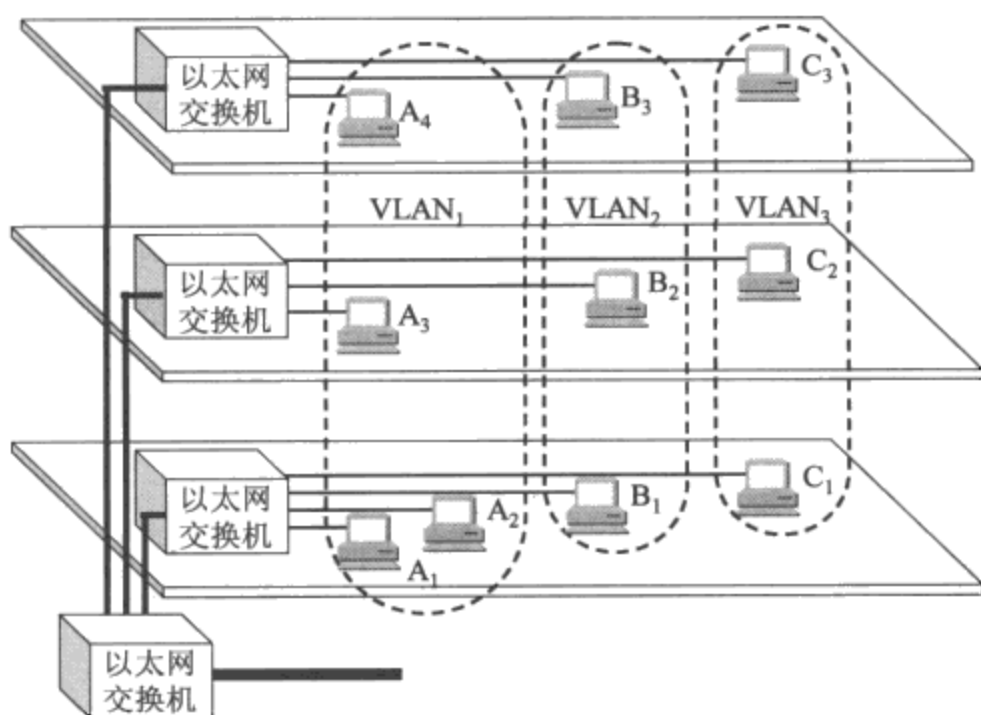 以太网
交换机
A₄
B₃
C₃
VLAN₁
VLAN₂
VLAN₃
以太网
交换机
A₃
B₂
C₂
以太网
交换机
A₁
A₂
B₁
C₁
以太网
交换机